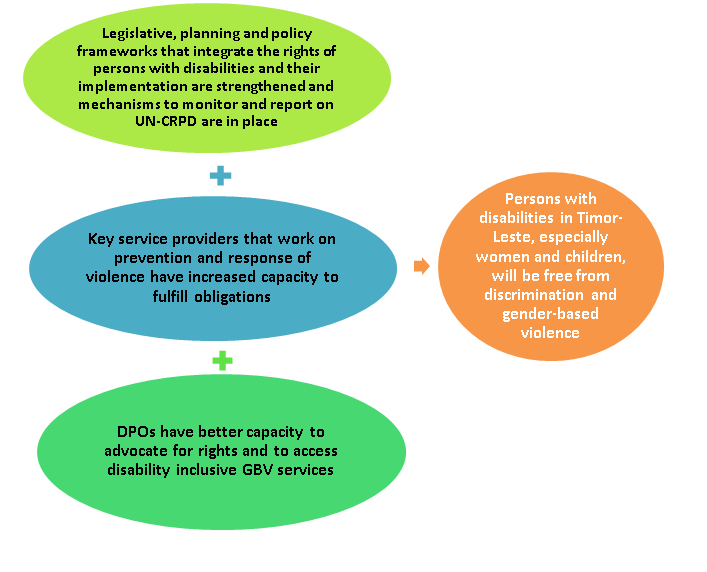 Legislative, planning and policy
frameworks that integrate the rights of
persons with disabilities and their
implementation are strengthened and
mechanisms to monitor and report on
UN-CRPD are in place
Key service providers that work on
prevention and response of
violence have increased capacity to
fulfill obligations
DPOs have better capacity to
advocate for rights and to access
disability inclusive GBV services
Persons with
disabilities in Timor-
Leste, especially
women and children,
will be free from
discrimination and
gender-based
violence